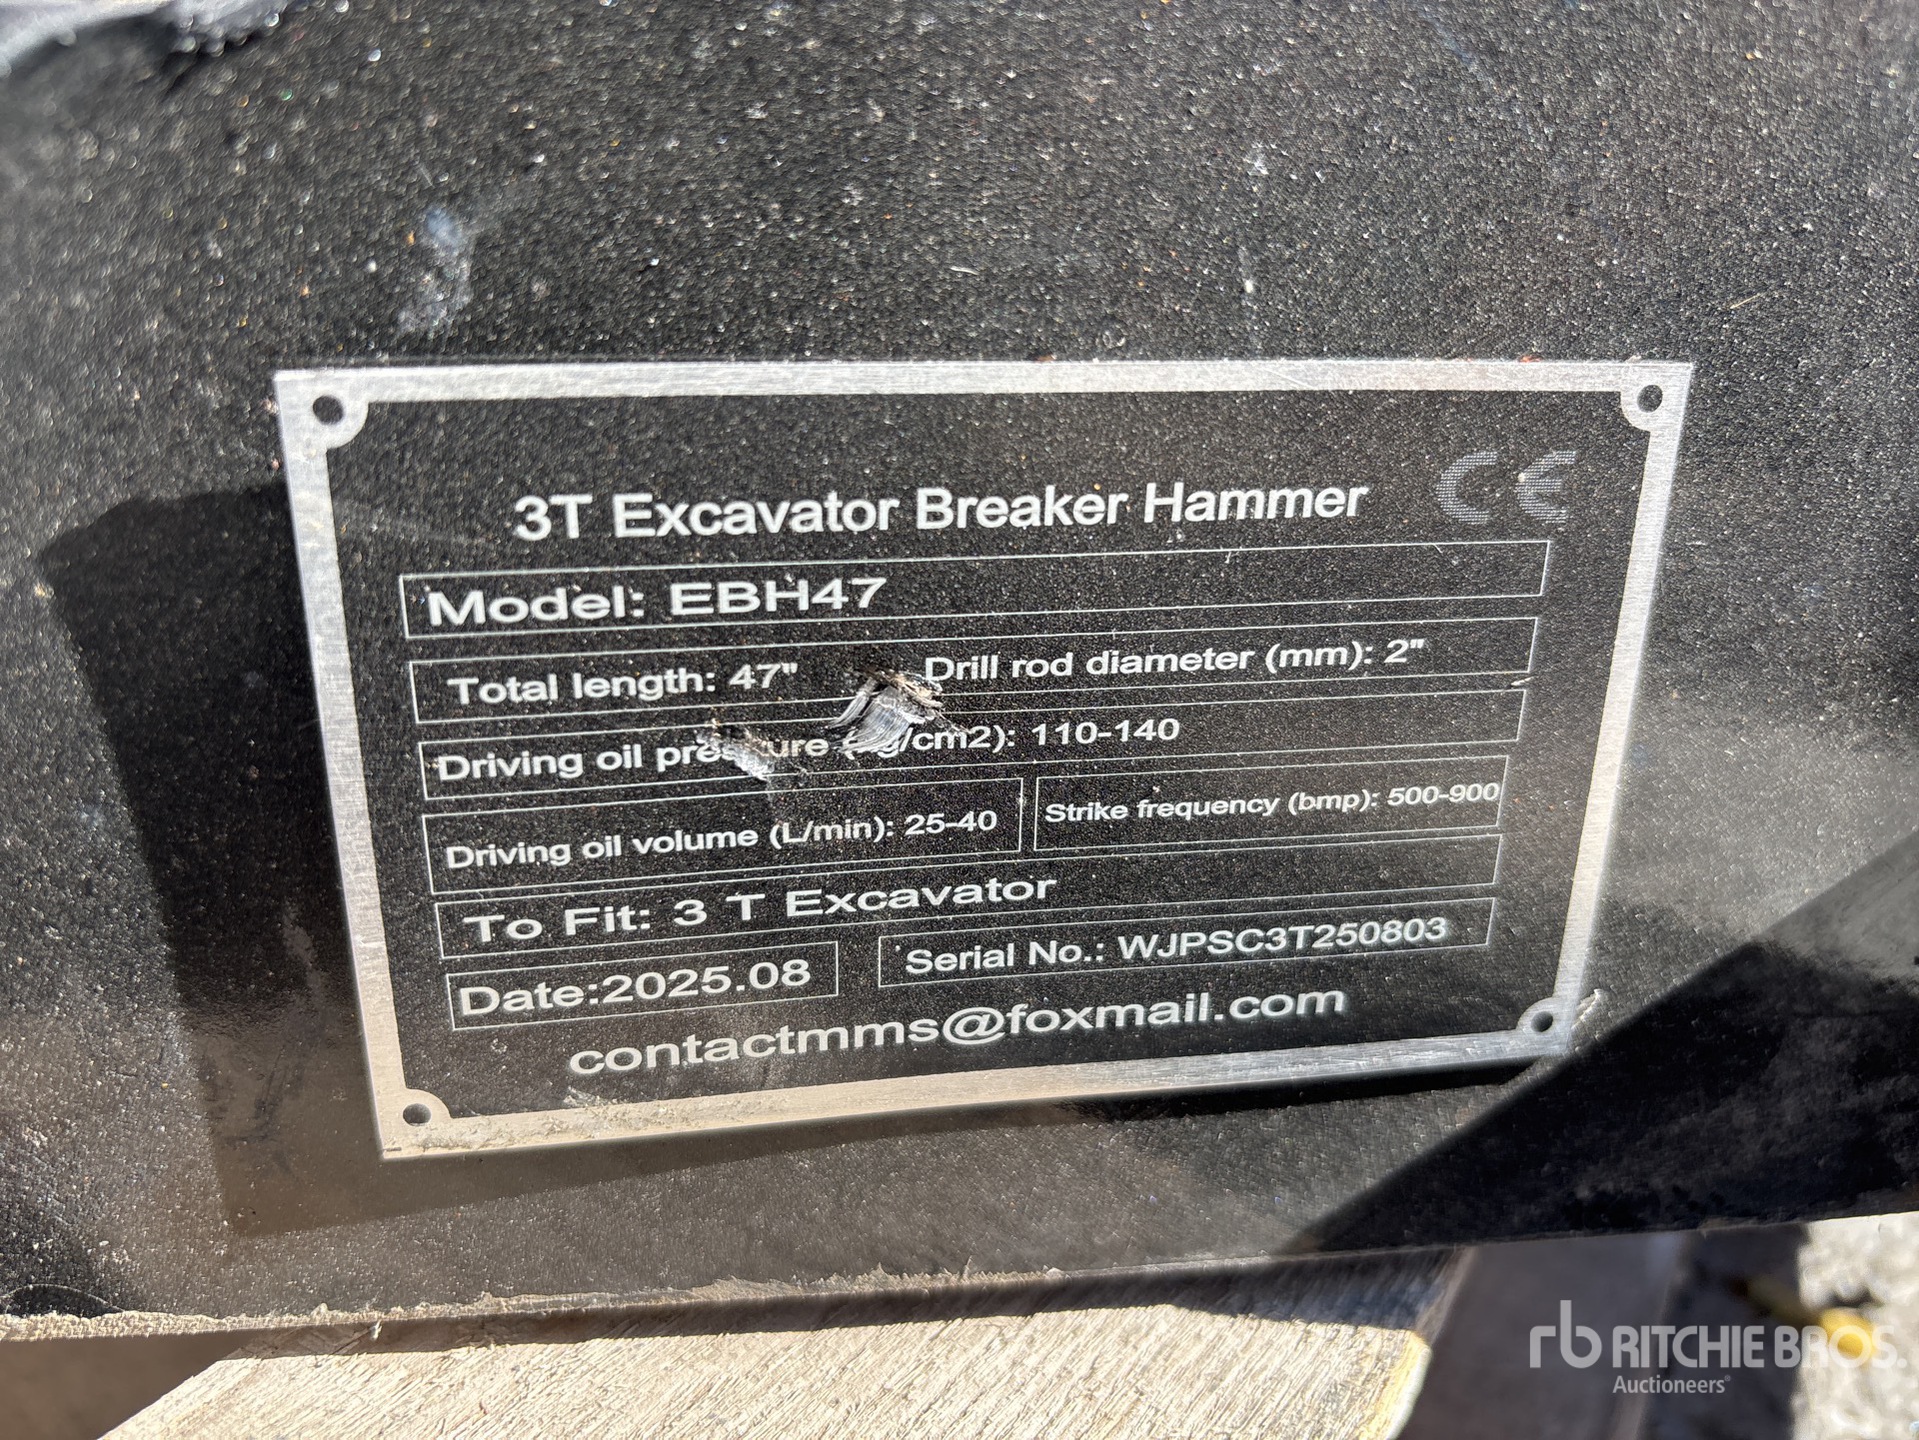 CE
3T Excavator Breaker Hammer
Model: EBH47
Total length: 47" Drill rod diameter (mm): 2"
Driving oil 110-140
Driving oil volume (L/min): 25-40 Strike frequency (bmp): 500-900
To Fit: 3 T Excavator
Date:2025.08 Serial No.: WJPSC3T250803
contactmms@foxmail.com
rb RITCHIE BROS.
Auctioneers®